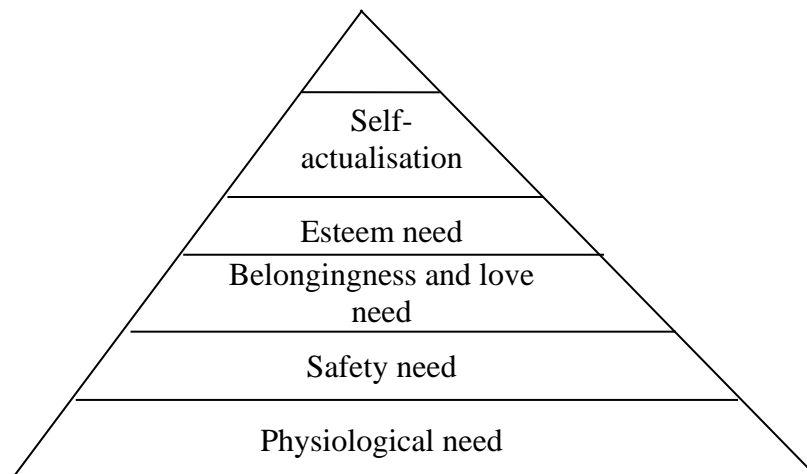 Self-
actualisation
Esteem need
Belongingness and love
need
Safety need
Physiological need